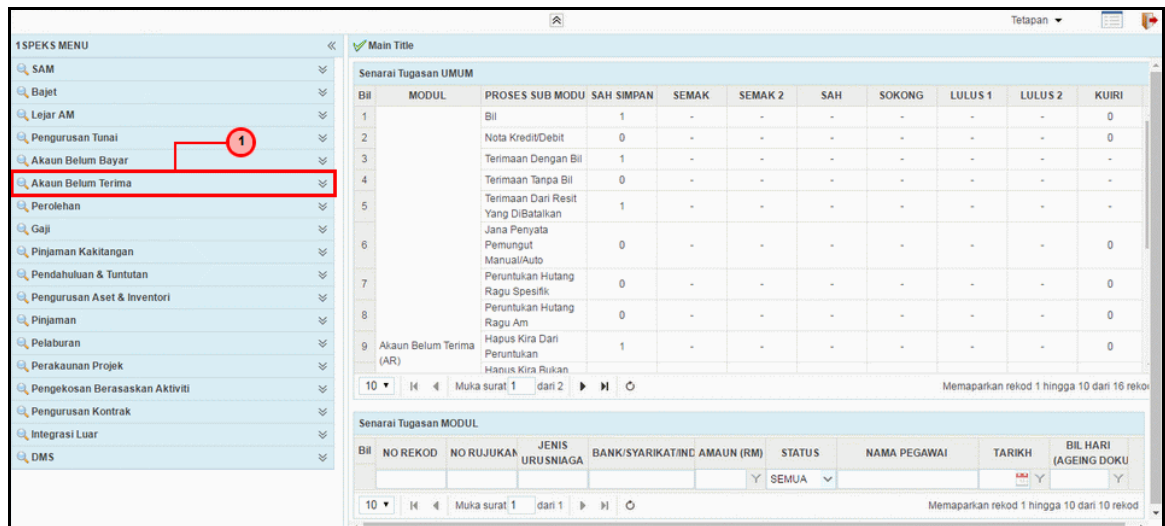 Tetapan
1SPEKS MENU
SAM
Bajet
Lejar AM
Pengurusan Tunai
1
Akaun Belum Bayar
Akaun Belum Terima
Perolehan
Gaji
Pinjaman Kakitangan
Pendahuluan & Tuntutan
Pengurusan Aset & Inventori
Pinjaman
Pelaburan
Perakaunan Projek
Pengekosan Berasaskan Aktiviti
Pengurusan Kontrak
Integrasi Luar
DMS
Main Title
Senarai Tugasan UMUM
Bil MODUL PROSES SUB MODU SAH SIMPAN SEMAK SEMAK 2 SAH SOKONG LULUS 1 LULUS 2 KUIRI
1 Bil 1 - - - - - - 0
2 Nota Kredit/Debit 0 - - - - - - 0
3 Terimaan Dengan Bil 1 - - - - - - -
4 Terimaan Tanpa Bil 0 - - - - - - -
5 Terimaan Dari Resit
Yang DiBatalkan 1 - - - - - - -
6 Jana Penyata
Pemungut
Manual/Auto 0 - - - - - - 0
7 Peruntukan Hutang
Ragu Spesifik 0 - - - - - - 0
8 Peruntukan Hutang
Ragu Am 0 - - - - - - 0
9 Akaun Belum Terima
(AR) Hapus Kira Dari
Peruntukan 1 - - - - - - 0
Hapus Kira Bukan
10 Muka surat 1 dari 2 Memaparkan rekod 1 hingga 10 dari 16 reko
Senarai Tugasan MODUL
Bil NO REKOD NO RUJUKAN JENIS
URUSNIAGA BANK/SYARIKAT/IND AMAUN (RM) STATUS NAMA PEGAWAI TARIKH BIL HARI
(AGEING DOKU
SEMUA
10 Muka surat 1 dari 1 Memaparkan rekod 1 hingga 10 dari 10 rekod